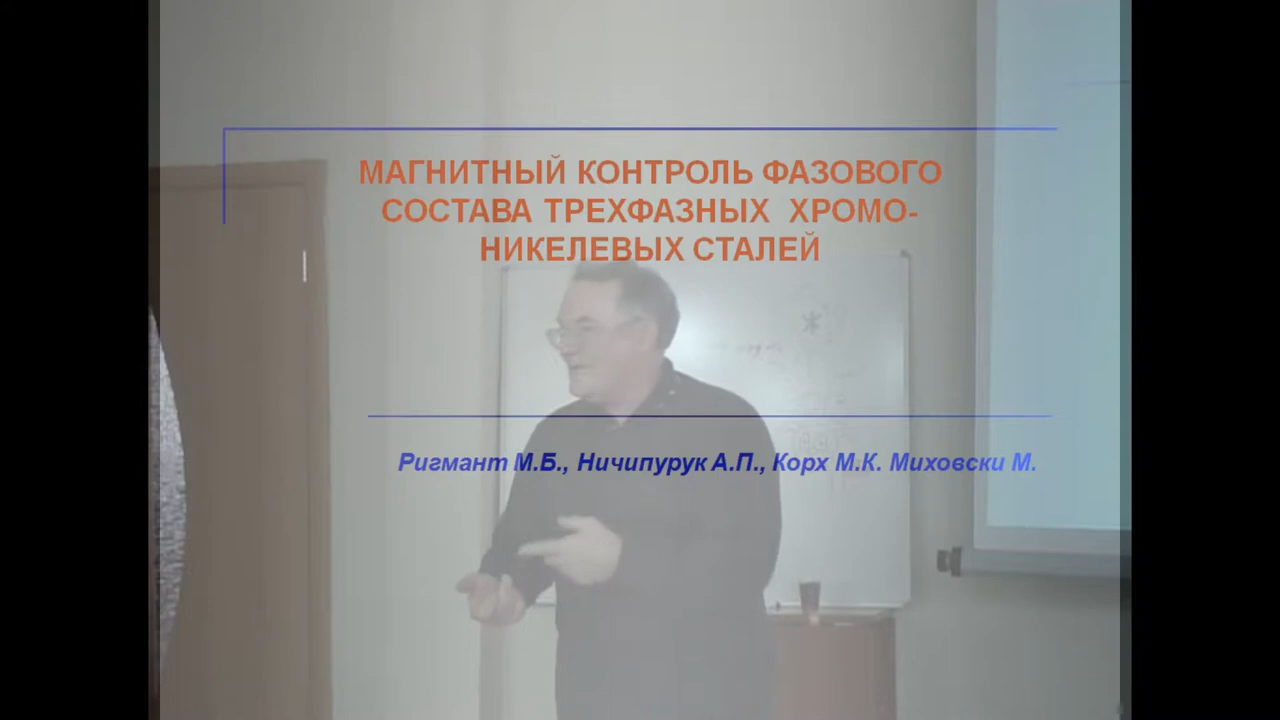 МАГНИТНЫЙ КОНТРОЛЬ ФАЗОВОГО
СОСТАВА ТРЕХФАЗНЫХ ХРОМО-
НИКЕЛЕВЫХ СТАЛЕЙ
Ригмант М.Б., Ничипурук А.П., Корх М.К. Миховски М.